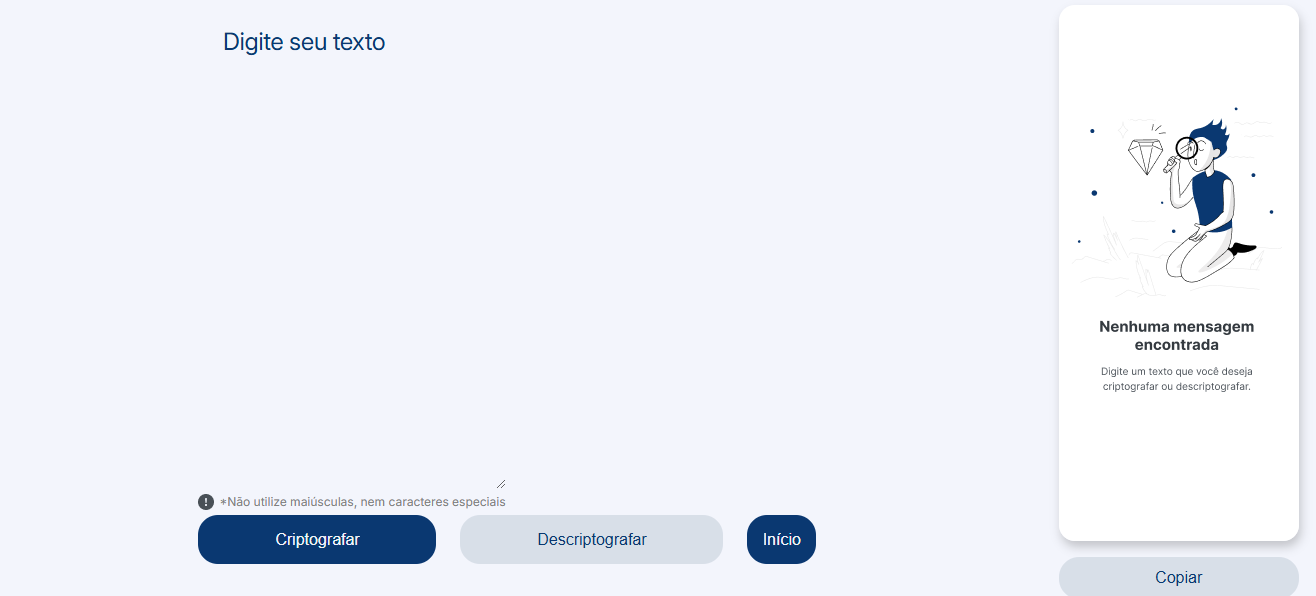 Digite seu texto
*Não utilize maiúsculas, nem caracteres especiais
Criptografar
Descriptografar
Início
Nenhuma mensagem
encontrada
Digite um texto que você deseja
criptografar ou descriptografar.
Copiar